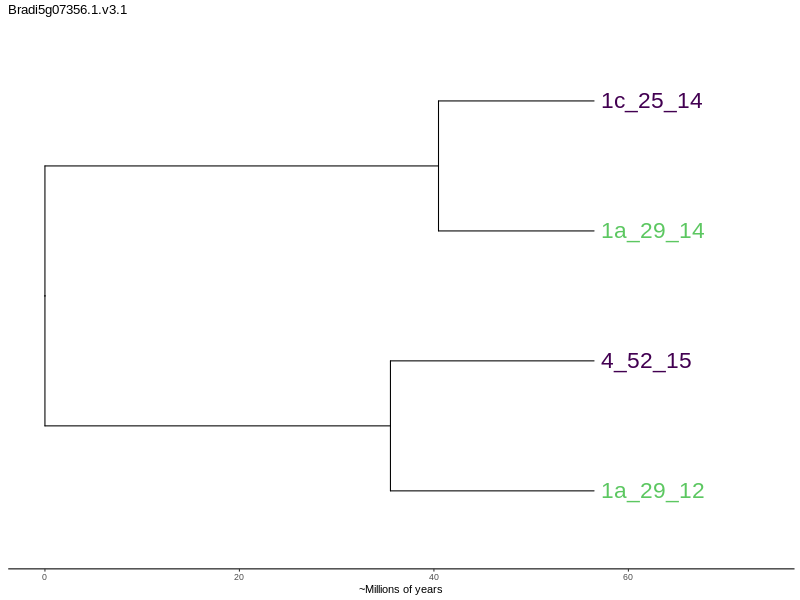 Bradi5g07356.1.v3.1
1c_25_14
1a_29_14
4_52_15
1a_29_12
0 20 40 60
~Millions of years